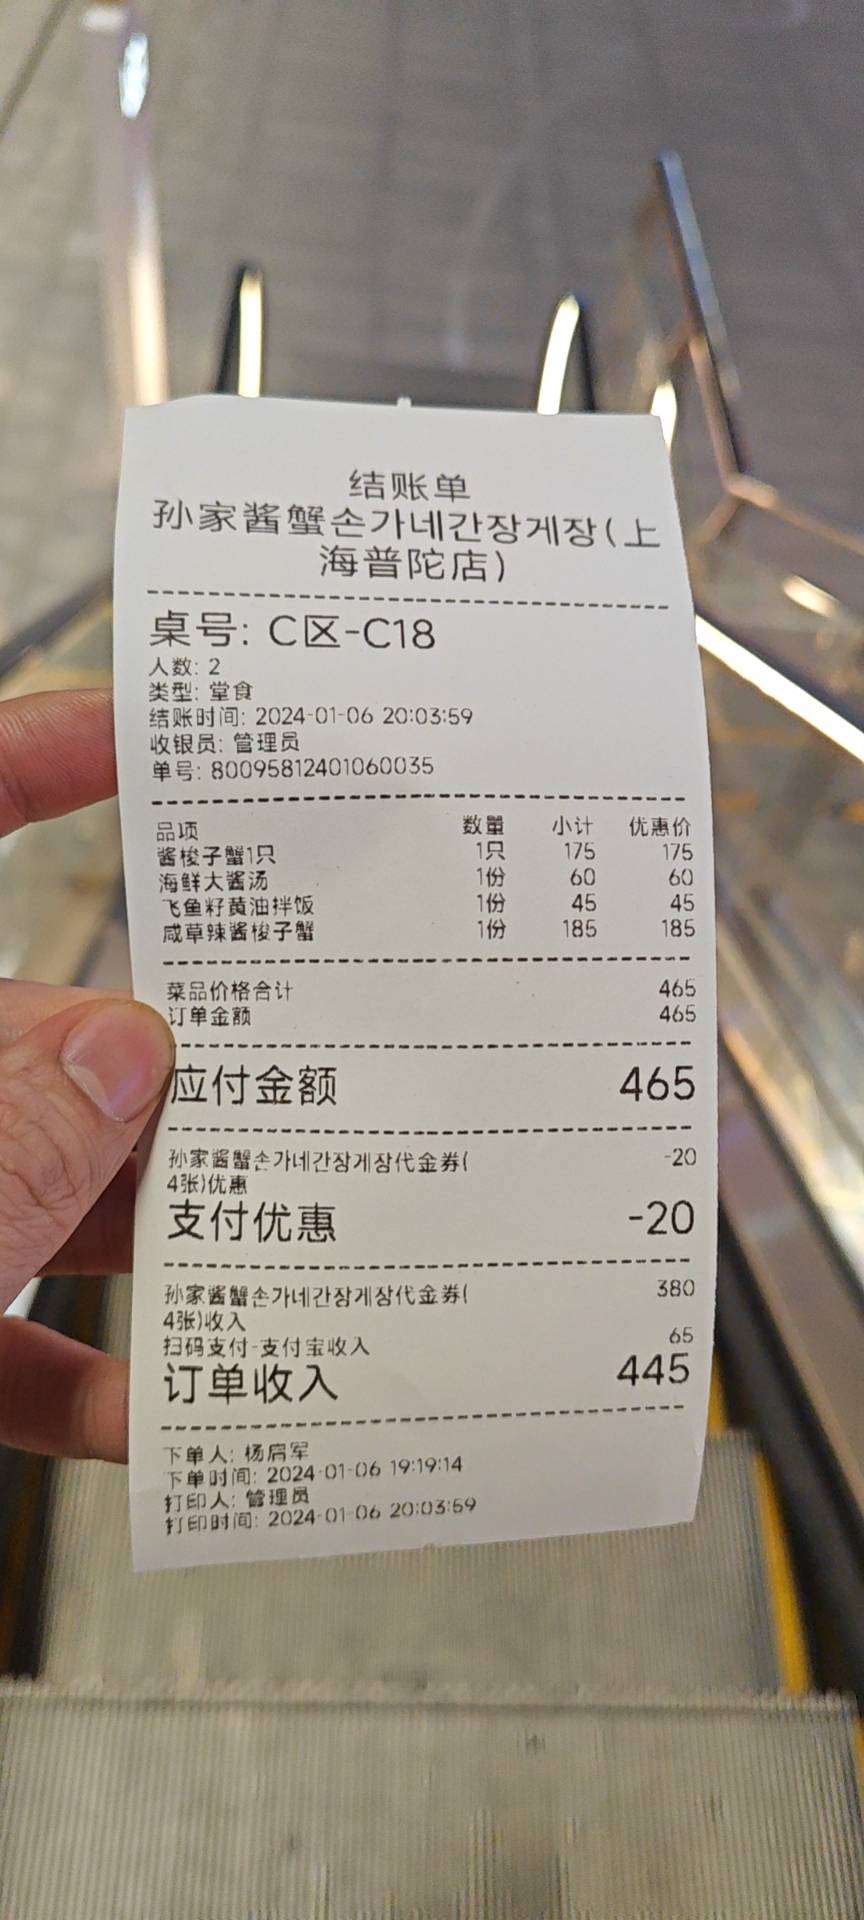 结账单
孙家酱蟹손가네간장게장(上
海普陀店)
桌号: C区-C18
人数: 2
类型: 堂食
结账时间: 2024-01-06 20:03:59
收银员: 管理员
单号: 80095812401060035
品项 数量 小计 优惠价
酱梭子蟹1只 1只 175 175
海鲜大酱汤 1份 60 60
飞鱼籽黄油拌饭 1份 45 45
咸草辣酱梭子蟹 1份 185 185
菜品价格合计 465
订单金额 465
应付金额 465
孙家酱蟹손가네간장게장代金券( -20
4张)优惠
支付优惠 -20
孙家酱蟹손가네간장게장代金券( 380
4张)收入
扫码支付-支付宝收入 65
订单收入 445
下单人: 杨启军
下单时间: 2024-01-06 19:19:14
打印人: 管理员
打印时间: 2024-01-06 20:03:59